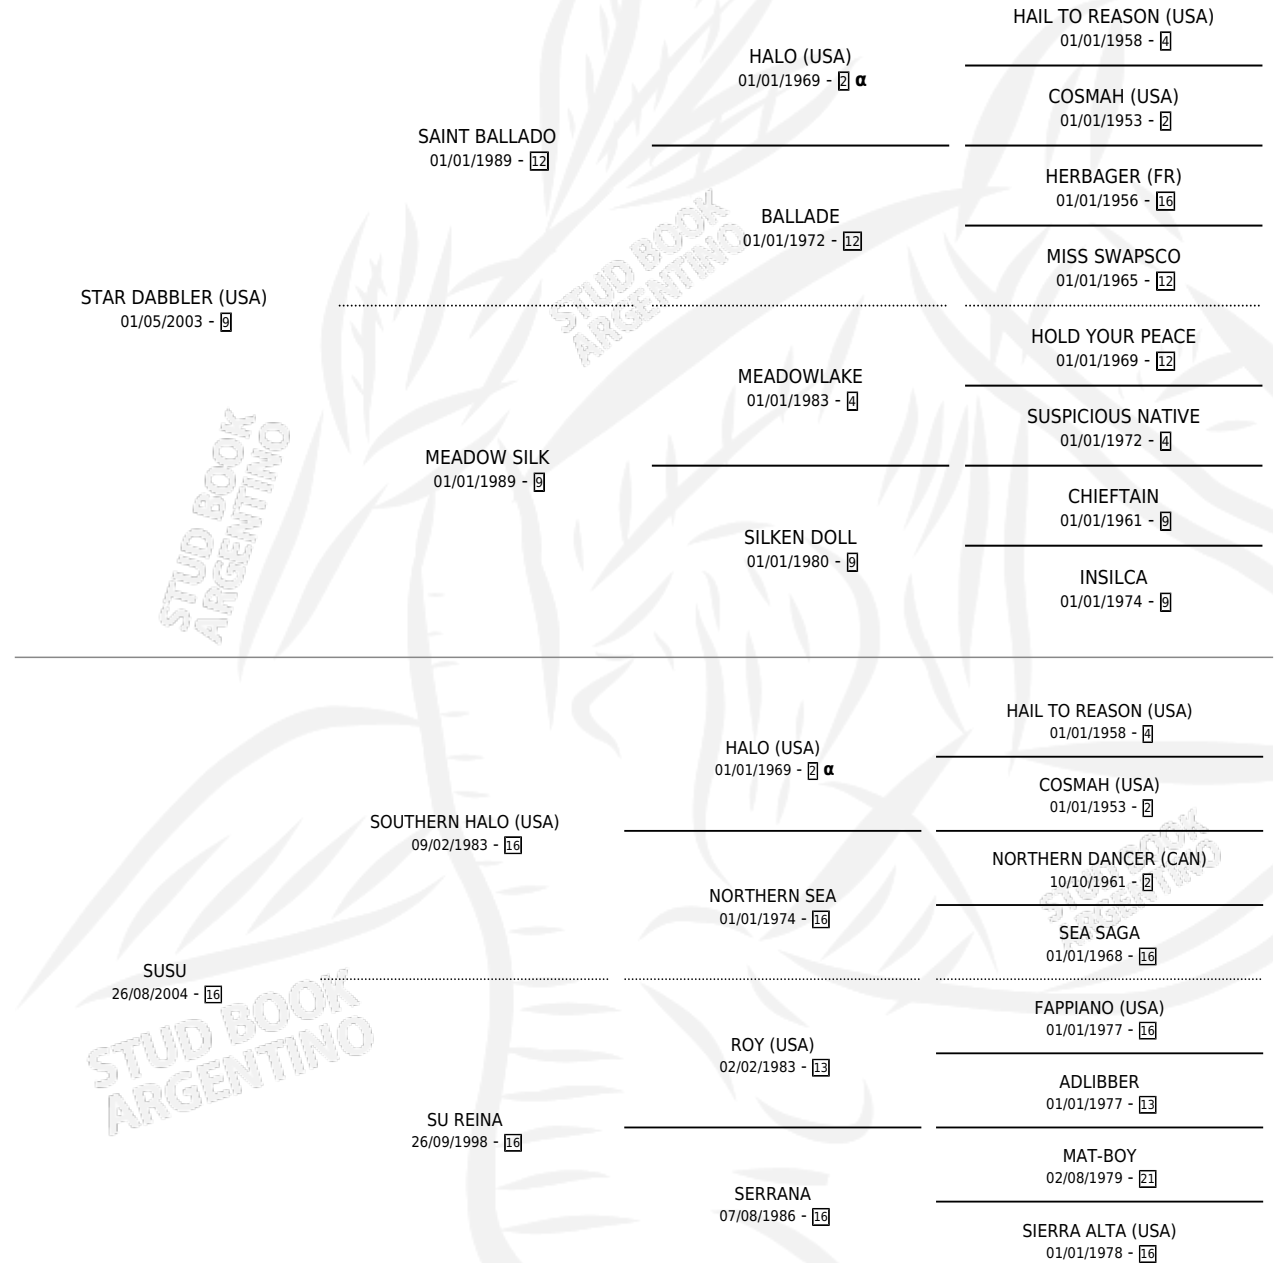 HAIL TO REASON (USA)
01/01/1958 - 4
HALO (USA)
01/01/1969 - 2 α
COSMAH (USA)
01/01/1953 - 2
SAINT BALLADO
01/01/1989 - 12
HERBAGER (FR)
01/01/1956 - 16
BALLADE
01/01/1972 - 12
MISS SWAPSCO
01/01/1965 - 12
STAR DABBLER (USA)
01/05/2003 - 9
HOLD YOUR PEACE
01/01/1969 - 12
MEADOWLAKE
01/01/1983 - 4
SUSPICIOUS NATIVE
01/01/1972 - 4
MEADOW SILK
01/01/1989 - 9
CHIEFTAIN
01/01/1961 - 9
SILKEN DOLL
01/01/1980 - 9
INSILCA
01/01/1974 - 9
STUD BOOK
ARGENTINO
STUD BOOK
ARGENTINO
HAIL TO REASON (USA)
01/01/1958 - 4
HALO (USA)
01/01/1969 - 2 α
COSMAH (USA)
01/01/1953 - 2
SOUTHERN HALO (USA)
09/02/1983 - 16
NORTHERN DANCER (CAN)
10/10/1961 - 2
NORTHERN SEA
01/01/1974 - 16
SEA SAGA
01/01/1968 - 16
SUSU
26/08/2004 - 16
FAPPIANO (USA)
01/01/1977 - 16
ROY (USA)
02/02/1983 - 13
ADLIBBER
01/01/1977 - 13
SU REINA
26/09/1998 - 16
MAT-BOY
02/08/1979 - 21
SERRANA
07/08/1986 - 16
SIERRA ALTA (USA)
01/01/1978 - 16
STUD BOOK
ARGENTINO
STUD BOOK
ARGENTINO